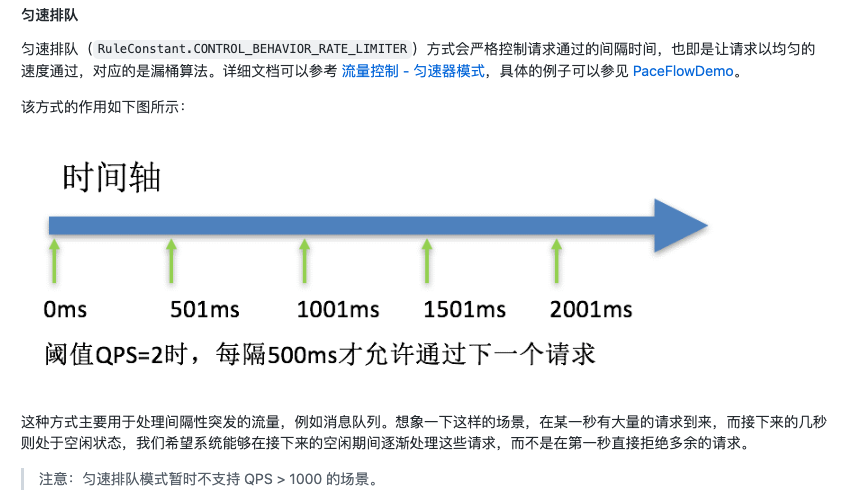 匀速排队
匀速排队（RuleConstant.CONTROL_BEHAVIOR_RATE_LIMITER）方式会严格控制请求通过的间隔时间，也即是让请求以均匀的
速度通过，对应的是漏桶算法。详细文档可以参考 流量控制 - 匀速器模式，具体的例子可以参见 PaceFlowDemo。
该方式的作用如下图所示：
时间轴
0ms 501ms 1001ms 1501ms 2001ms
阈值QPS=2时，每隔500ms才允许通过下一个请求
这种方式主要用于处理间隔性突发的流量，例如消息队列。想象一下这样的场景，在某一秒有大量的请求到来，而接下来的几秒
则处于空闲状态，我们希望系统能够在接下来的空闲期间逐渐处理这些请求，而不是在第一秒直接拒绝多余的请求。
注意：匀速排队模式暂时不支持 QPS > 1000 的场景。